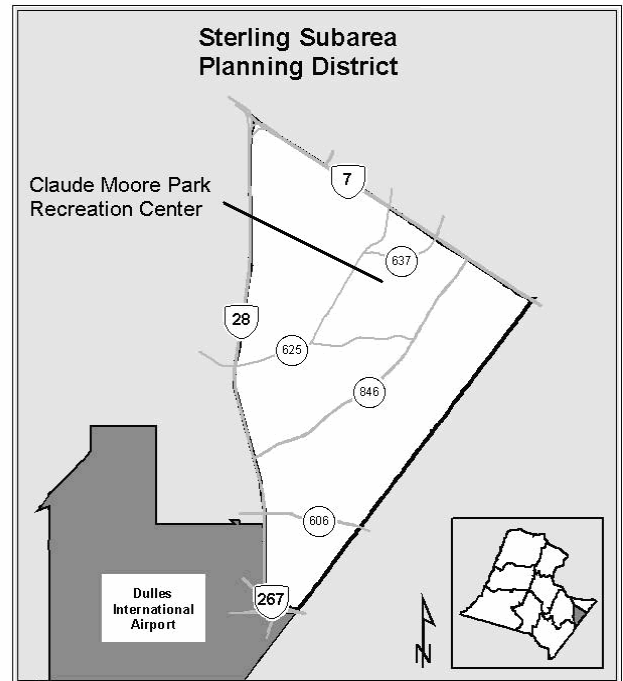 Sterling Subarea
Planning District
7
Claude Moore Park
Recreation Center
637
28
625
846
606
267
Dulles
International
Airport
N